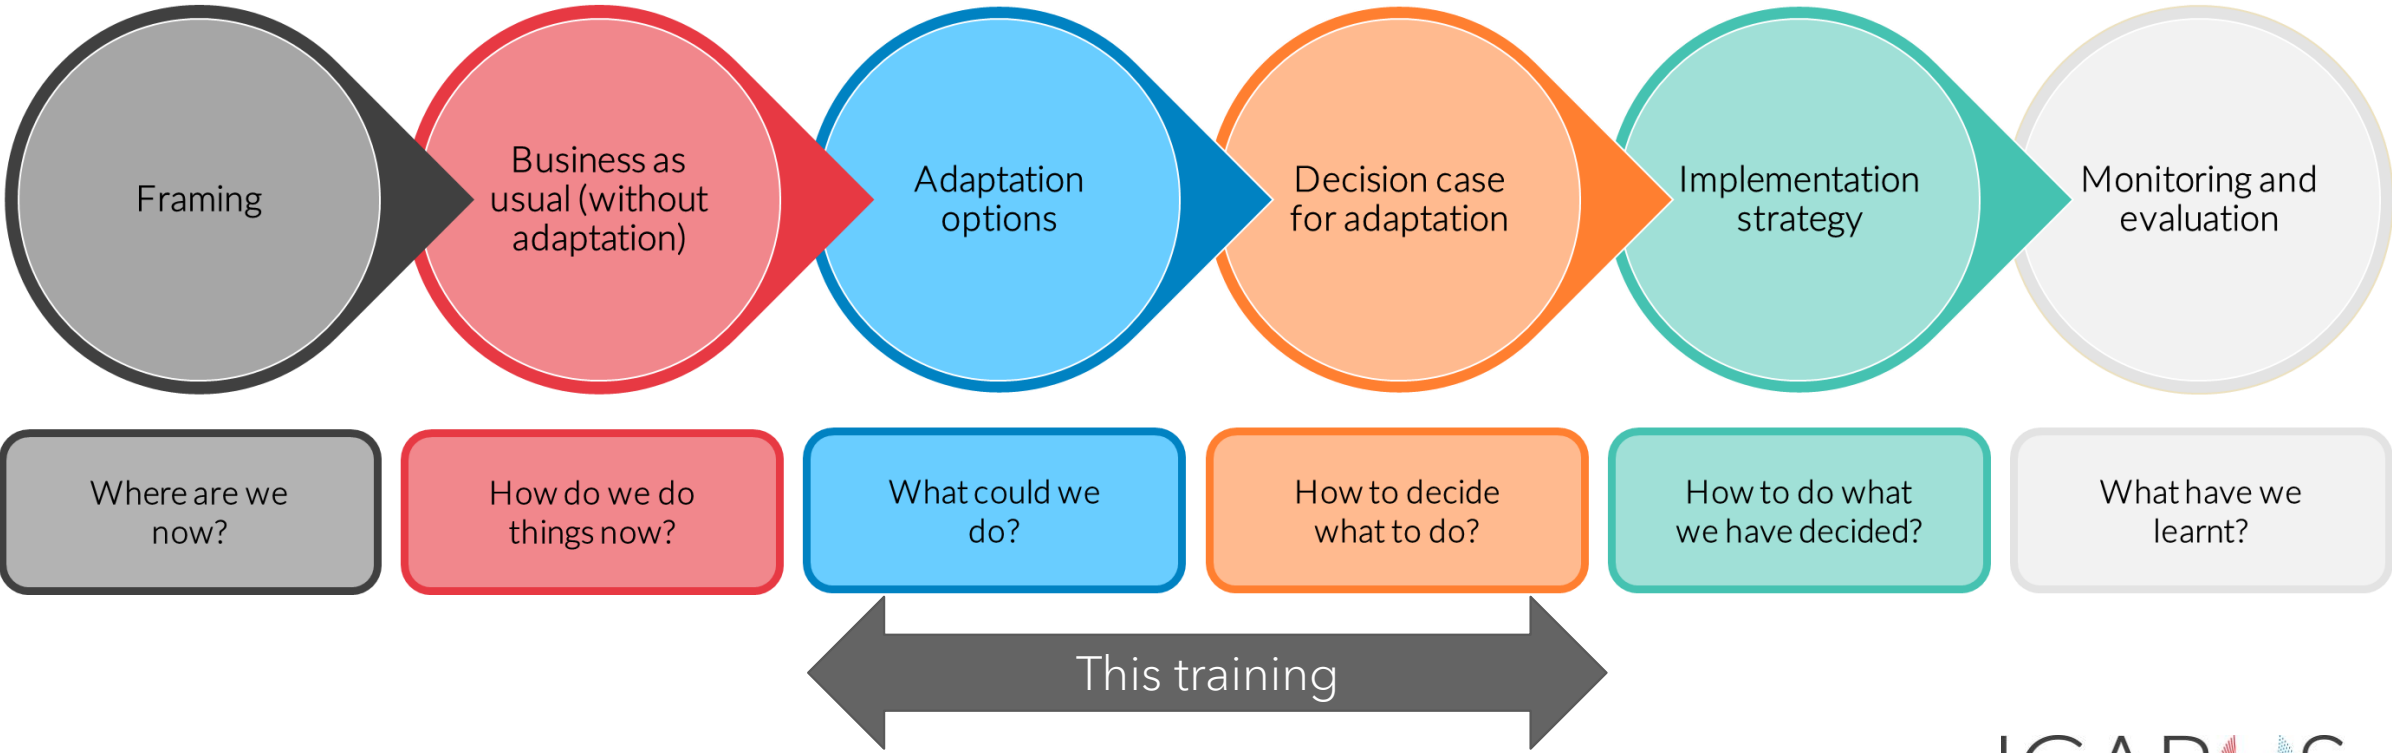 Framing
Business as
usual (without
adaptation)
Adaptation
options
Decision case
for adaptation
Implementation
strategy
Monitoring and
evaluation
Where are we
now?
How do we do
things now?
What could we
do?
How to decide
what to do?
How to do what
we have decided?
What have we
learnt?
This training